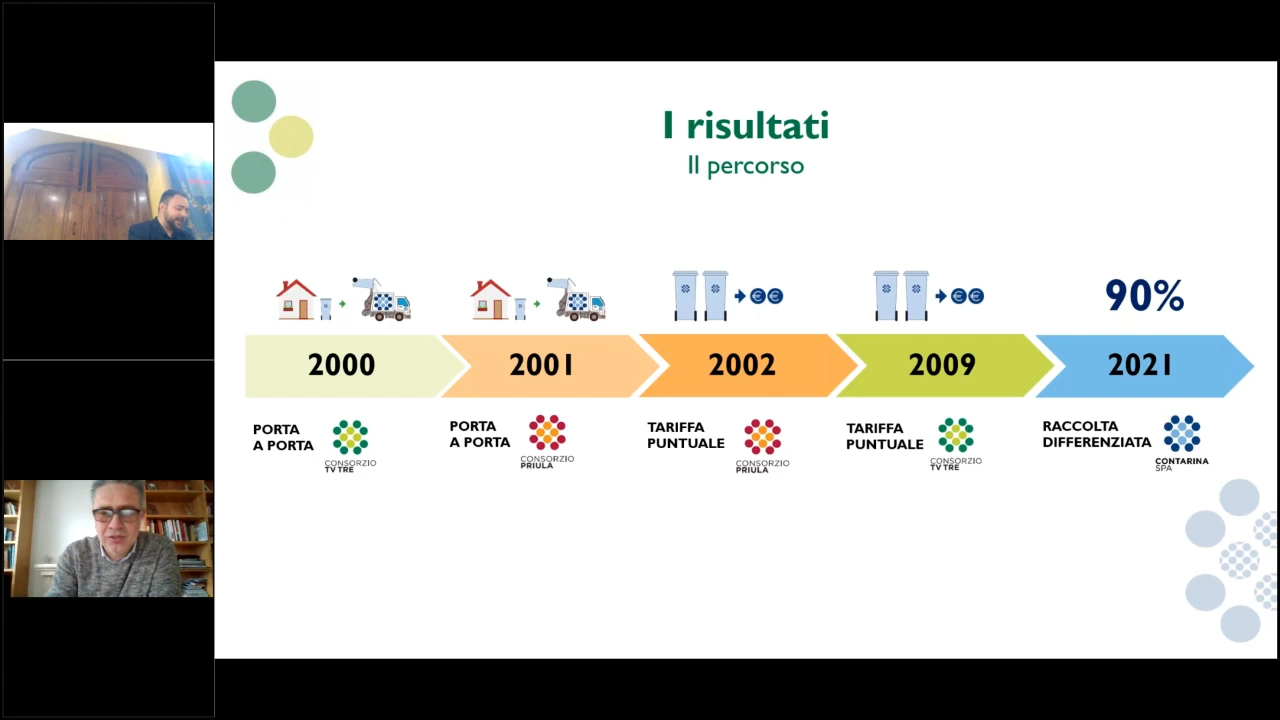 I risultati
Il percorso
90%
2000
2001
2002
2009
2021
PORTA
A PORTA
CONSORZIO
TV TRE
PORTA
A PORTA
CONSORZIO
PRIULA
TARIFFA
PUNTUALE
CONSORZIO
PRIULA
TARIFFA
PUNTUALE
CONSORZIO
TV TRE
RACCOLTA
DIFFERENZIATA
CONTARINA
SPA